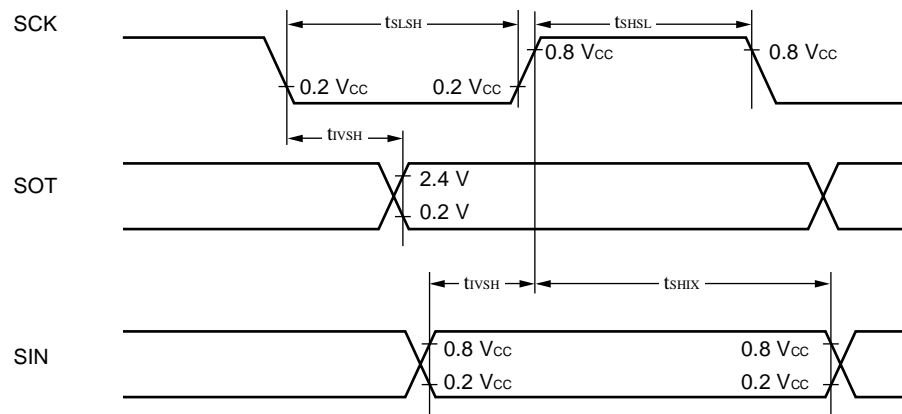 SCK
tSLSH
tSHSL
0.8 VCC
0.8 VCC
0.2 VCC
0.2 VCC
tIVSH
SOT
2.4 V
0.2 V
tIVSH
tSHIX
SIN
0.8 VCC
0.8 VCC
0.2 VCC
0.2 VCC